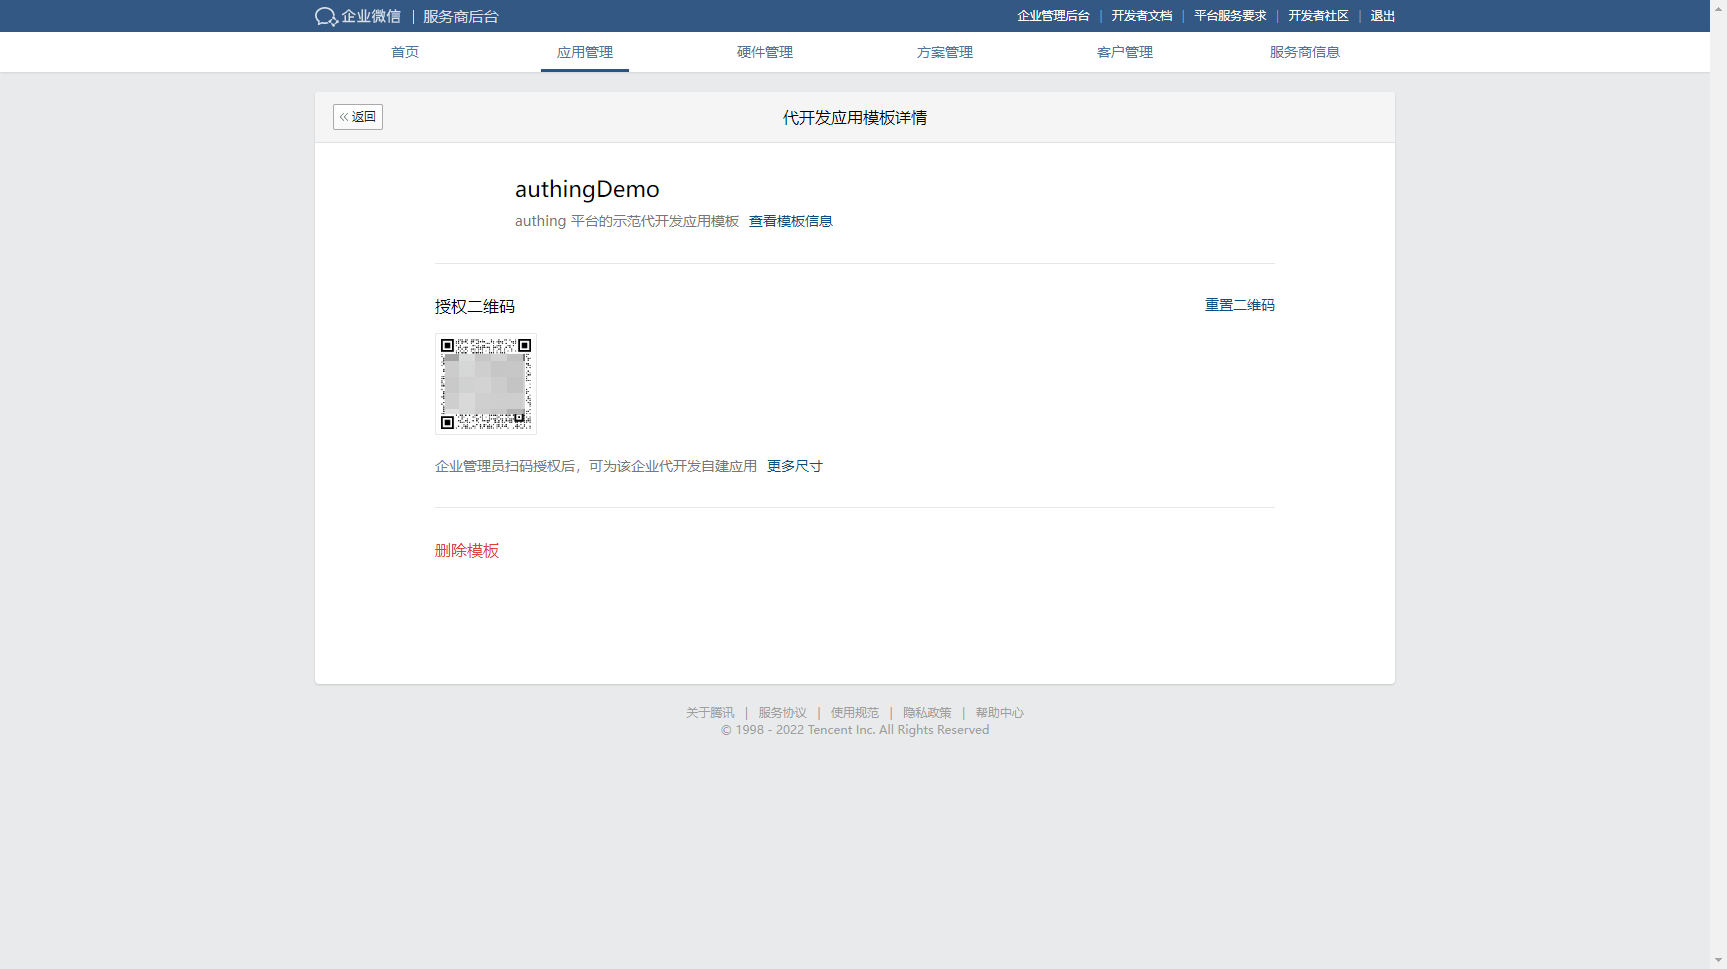 企业微信 | 服务商后台
企业管理后台 | 开发者文档 | 平台服务要求 | 开发者社区 | 退出
首页 应用管理 硬件管理 方案管理 客户管理 服务商信息
« 返回
代开发应用模板详情
authingDemo
authing 平台的示范代开发应用模板 查看模板信息
授权二维码
重置二维码
企业管理员扫码授权后，可为该企业代开发自建应用 更多尺寸
删除模板
关于腾讯 | 服务协议 | 使用规范 | 隐私政策 | 帮助中心
© 1998 - 2022 Tencent Inc. All Rights Reserved